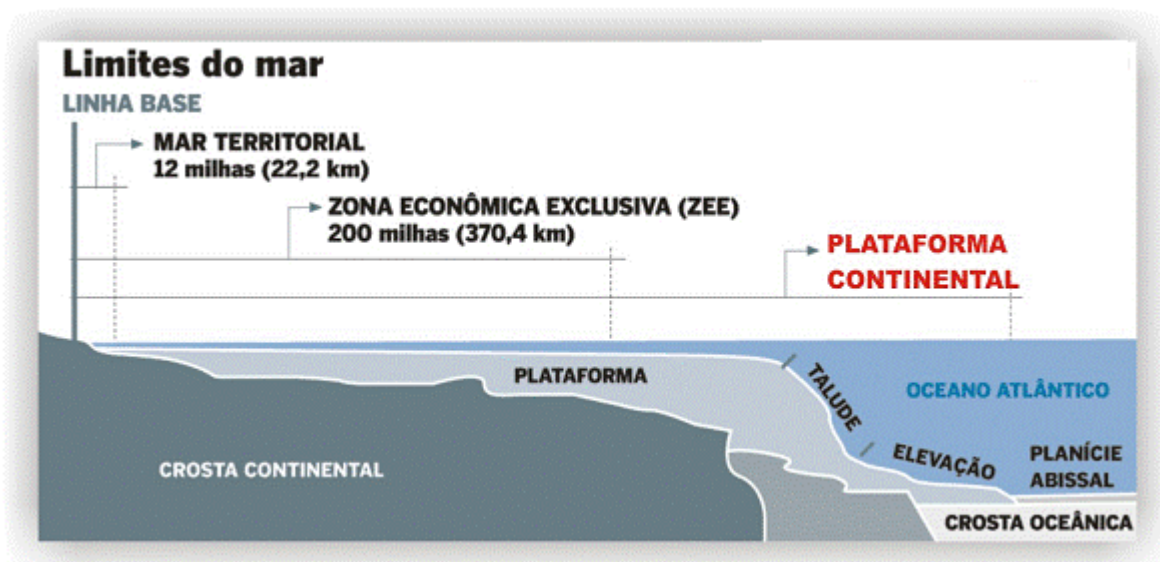 Limites do mar
LINHA BASE
MAR TERRITORIAL
12 milhas (22,2 km)
ZONA ECONÔMICA EXCLUSIVA (ZEE)
200 milhas (370,4 km)
PLATAFORMA
CONTINENTAL
PLATAFORMA
TALUDE
OCEANO ATLÂNTICO
ELEVAÇÃO
PLANÍCIE
ABISSAL
CROSTA CONTINENTAL
CROSTA OCEÂNICA